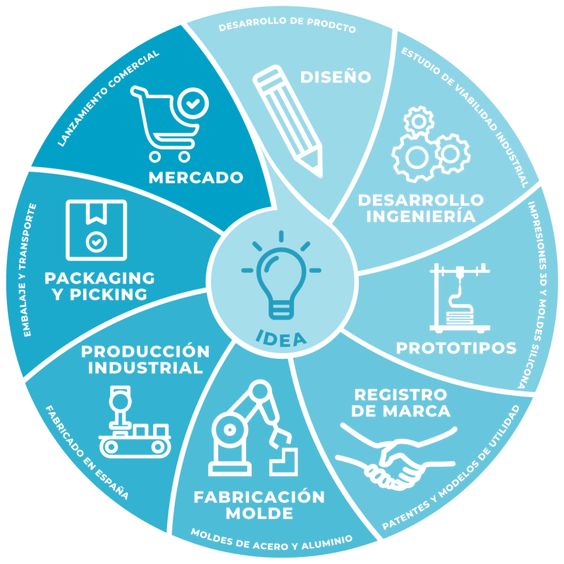 DESARROLLO DE PRODCTO
DISEÑO
ESTUDIO DE VIABILIDAD INDUSTRIAL
DESARROLLO
INGENIERÍA
IMPRESIONES 3D Y MOLDES SILICONA
PROTOTIPOS
REGISTRO
DE MARCA
PATENTES Y MODELOS DE UTILIDAD
FABRICACIÓN
MOLDE
MOLDES DE ACERO Y ALUMINIO
PRODUCCIÓN
INDUSTRIAL
FABRICADO EN ESPAÑA
PACKAGING
Y PICKING
EMBALAJE Y TRANSPORTE
MERCADO
LANZAMIENTO COMERCIAL
IDEA